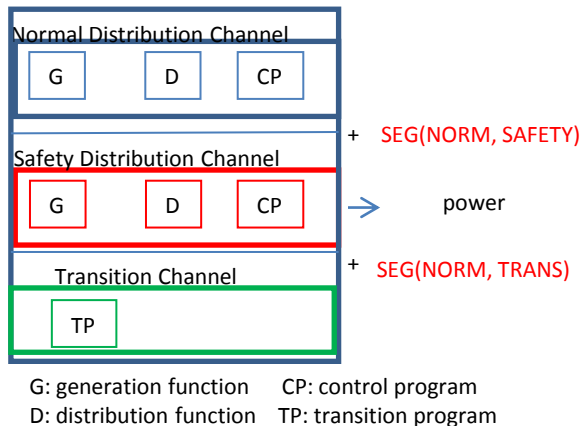 Normal Distribution Channel
G D CP
+ SEG(NORM, SAFETY)
Safety Distribution Channel
G D CP power
+ SEG(NORM, TRANS)
Transition Channel
TP
G: generation function CP: control program
D: distribution function TP: transition program